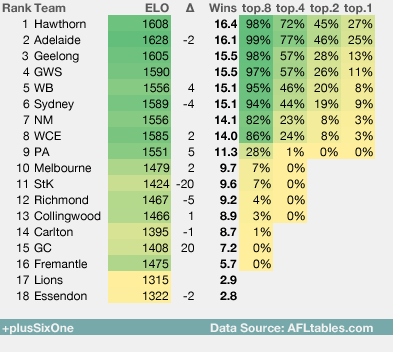 Rank Team ELO Δ Wins top.8 top.4 top.2 top.1
1 Hawthorn 1608 16.4 98% 72% 45% 27%
2 Adelaide 1628 -2 16.1 99% 77% 46% 25%
3 Geelong 1605 15.5 98% 57% 28% 13%
4 GWS 1590 15.5 97% 57% 26% 11%
5 WB 1556 4 15.1 95% 46% 20% 8%
6 Sydney 1589 -4 15.1 94% 44% 19% 9%
7 NM 1556 14.1 82% 23% 8% 3%
8 WCE 1585 2 14.0 86% 24% 8% 3%
9 PA 1551 5 11.3 28% 1% 0% 0%
10 Melbourne 1479 2 9.7 7% 0%
11 StK 1424 -20 9.6 7% 0%
12 Richmond 1467 -5 9.2 4% 0%
13 Collingwood 1466 1 8.9 3% 0%
14 Carlton 1395 -1 8.7 1%
15 GC 1408 20 7.2 0%
16 Fremantle 1475 5.7 0%
17 Lions 1315 2.9
18 Essendon 1322 -2 2.8
+plusSixOne Data Source: AFLtables.com